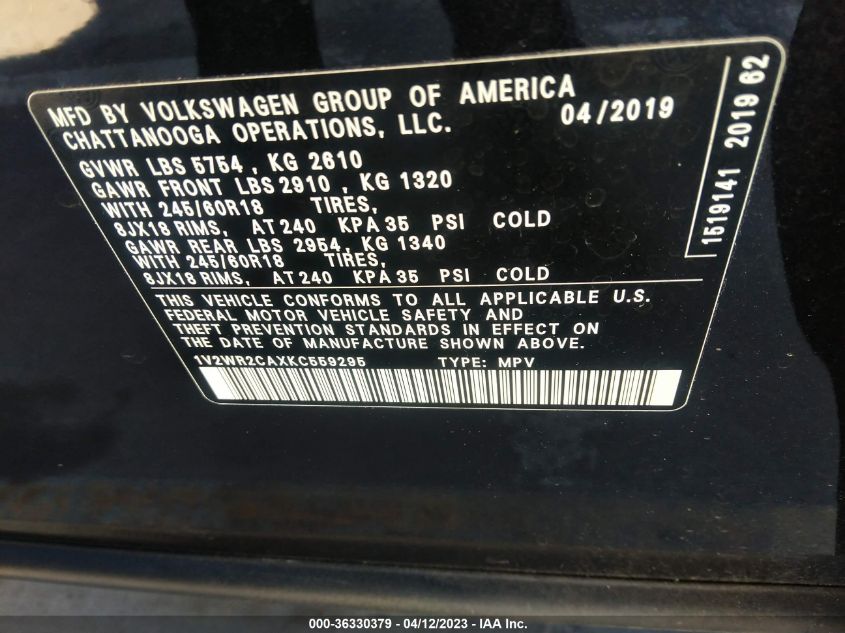 MFD BY VOLKSWAGEN GROUP OF AMERICA
CHATTANOOGA OPERATIONS, LLC. 04/2019
GVWR LBS 5754 , KG 2610
GAWR FRONT LBS 2910 , KG 1320
WITH 245/60R18 TIRES,
8JX18 RIMS, AT 240 KPA 35 PSI COLD
GAWR REAR LBS 2954 , KG 1340
WITH 245/60R18 TIRES,
8JX18 RIMS, AT 240 KPA 35 PSI COLD
THIS VEHICLE CONFORMS TO ALL APPLICABLE U.S.
FEDERAL MOTOR VEHICLE SAFETY AND
THEFT PREVENTION STANDARDS IN EFFECT ON
THE DATE OF MANUFACTURE SHOWN ABOVE.
1V2WR2CAXKC559295 TYPE: MPV
1519141 2019 62
000-36330379 - 04/12/2023 - IAA Inc.